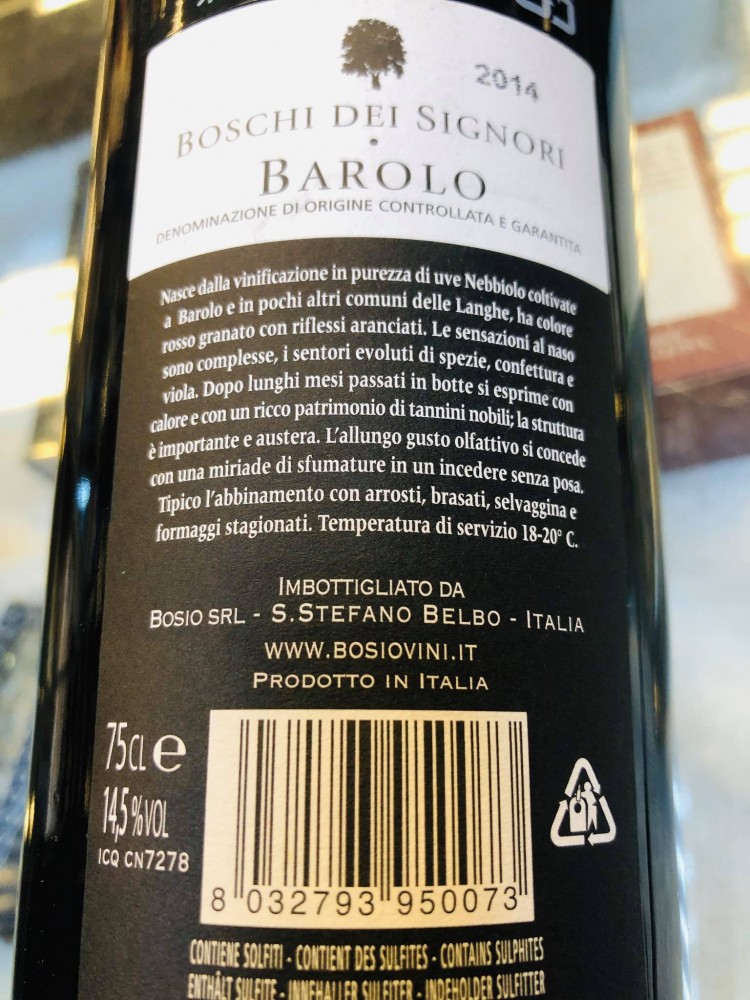 2014
BOSCHI DEI SIGNORI
BAROLO
DENOMINAZIONE DI ORIGINE CONTROLLATA E GARANTITA
Nasce dalla vinificazione in purezza di uve Nebbiolo coltivate
a Barolo e in pochi altri comuni delle Langhe, ha colore
rosso granato con riflessi aranciati. Le sensazioni al naso
sono complesse, i sentori evoluti di spezie, confettura e
viola. Dopo lunghi mesi passati in botte si esprime con
calore e con un ricco patrimonio di tannini nobili; la struttura
è importante e austera. L'allungo gusto olfattivo si concede
con una miriade di sfumature in un incedere senza posa.
Tipico l'abbinamento con arrosti, brasati, selvaggina e
formaggi stagionati. Temperatura di servizio 18-20° C.
IMBOTTIGLIATO DA
BOSIO SRL - S.STEFANO BELBO - ITALIA
WWW.BOSIOVINI.IT
PRODOTTO IN ITALIA
75CL e
14,5%VOL
ICQ CN7278
8 032793 950073
CONTIENE SOLFITI - CONTIENT DES SULFITES - CONTAINS SULPHITES
ENTHÄLT SULFITE - INNEHALLER SULFITER - INDEHOLDER SULFITTER